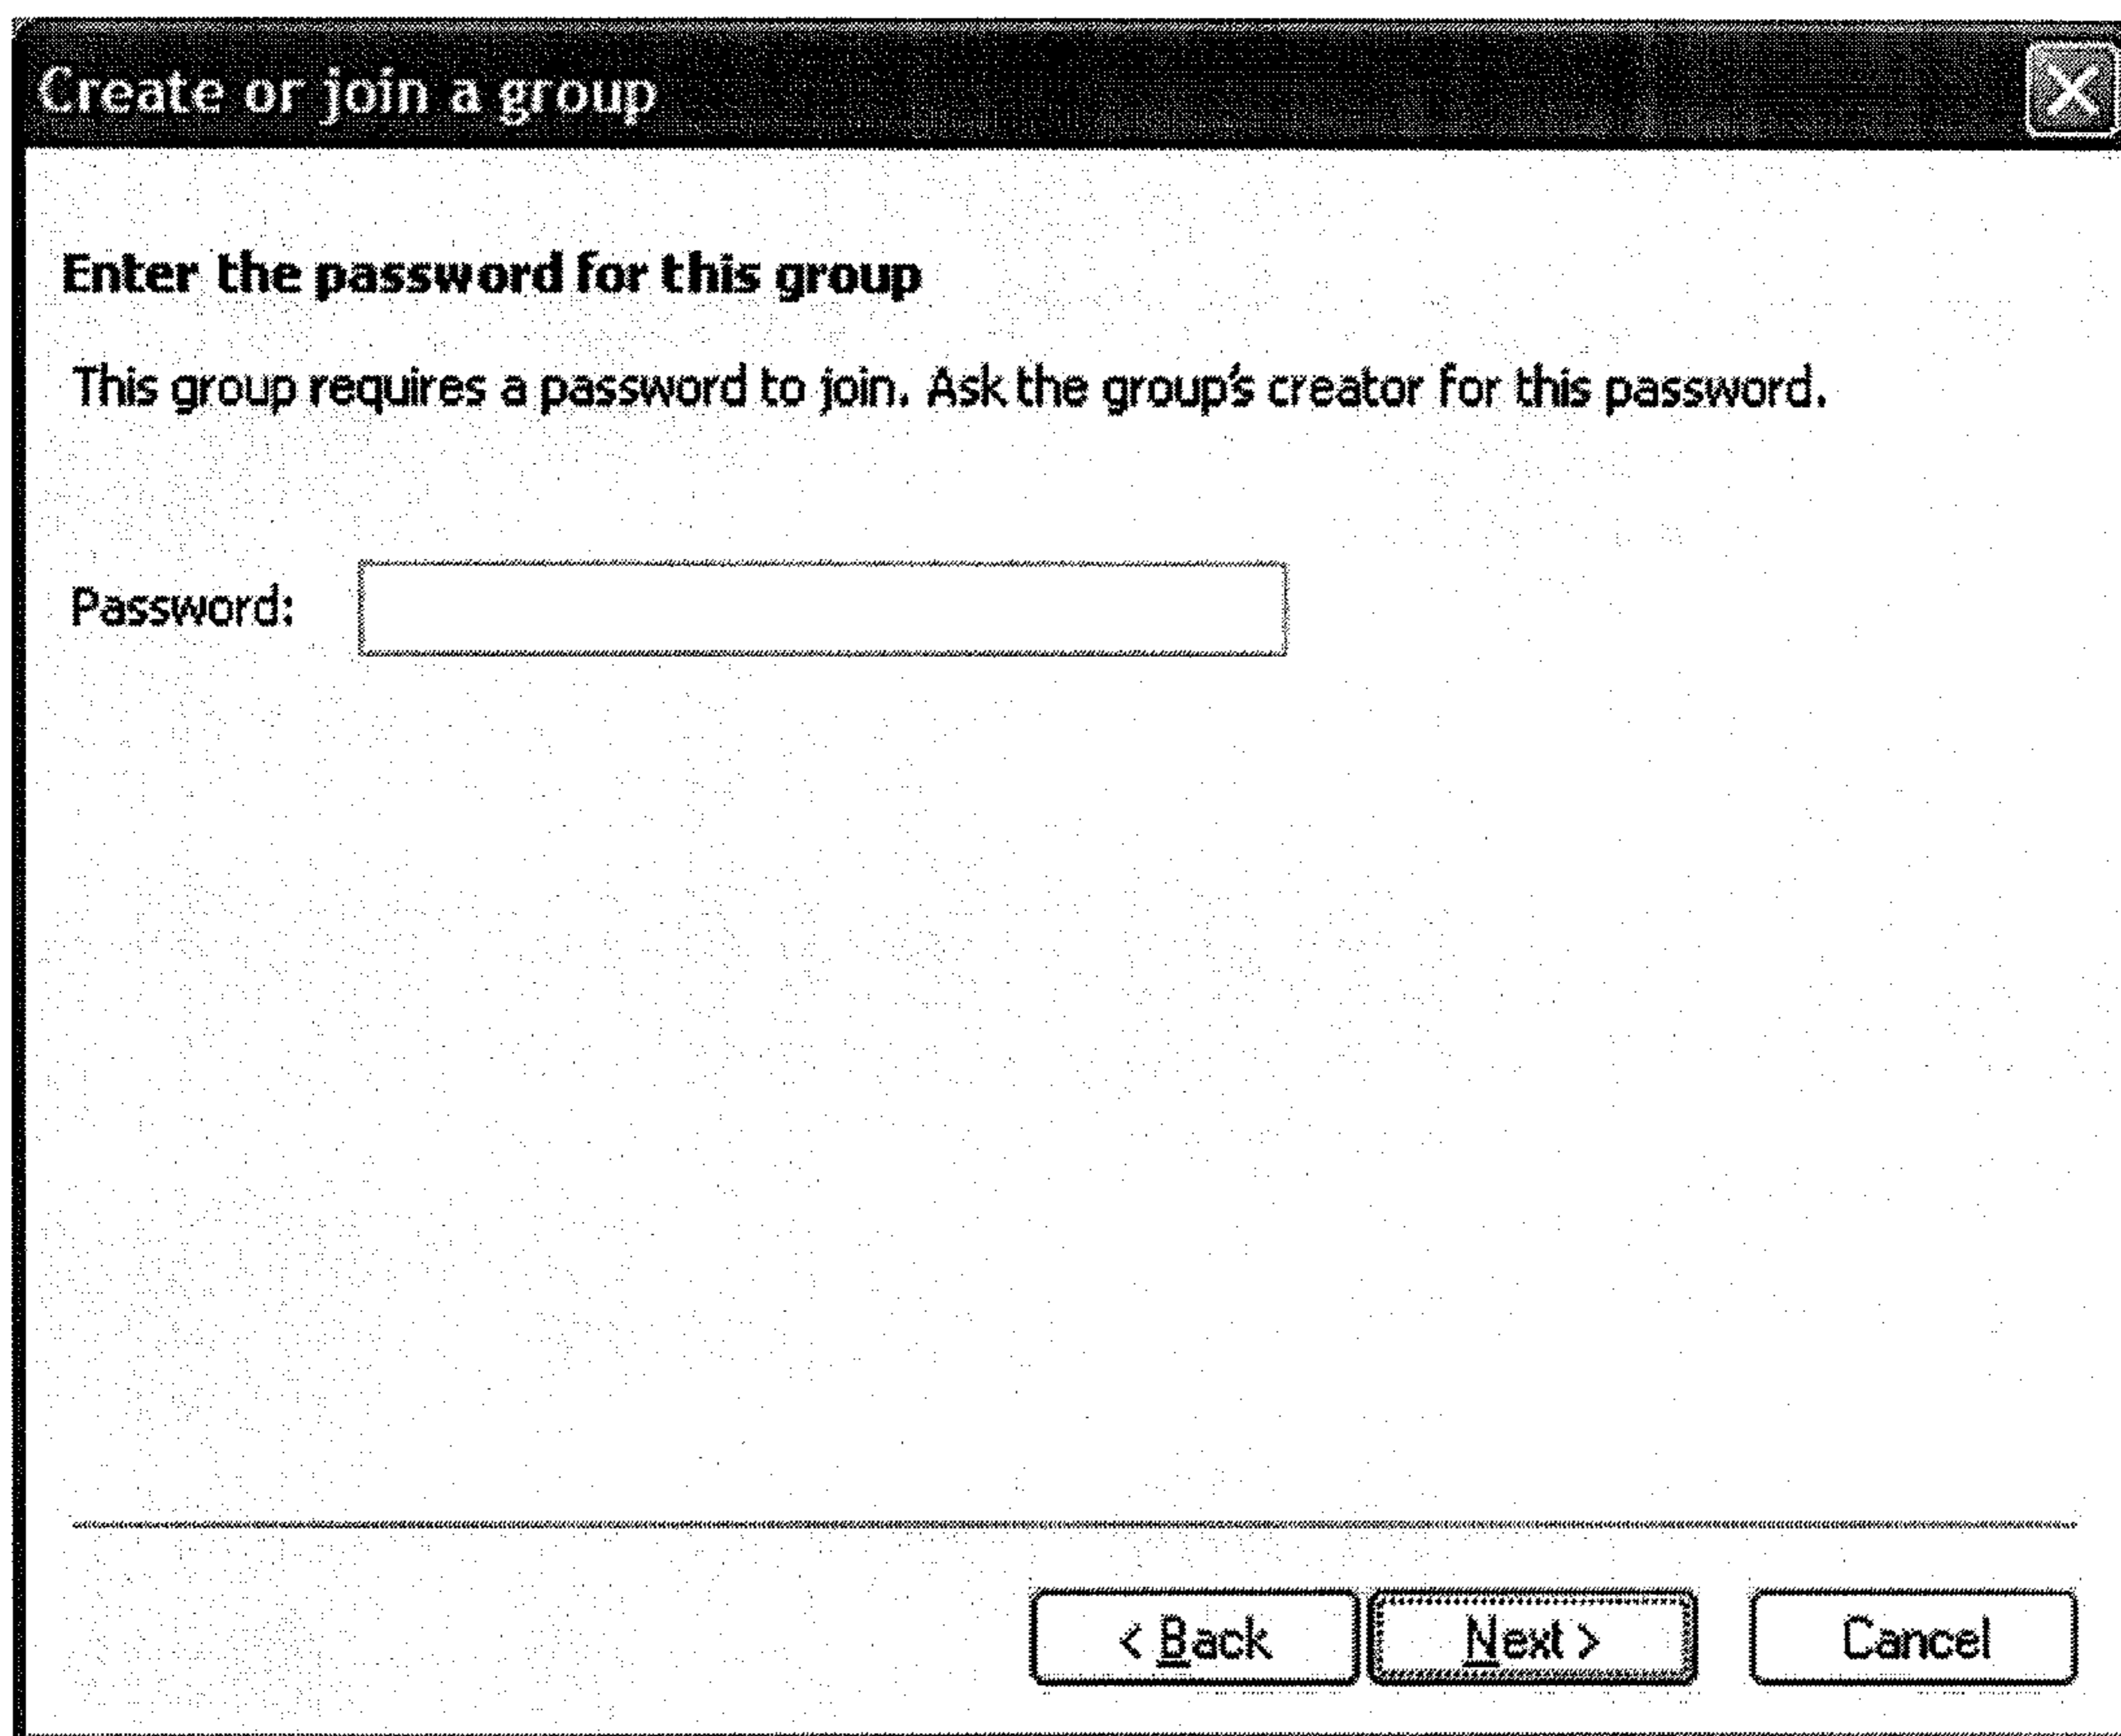 Create or join a group
Enter the password for this group
This group requires a password to join. Ask the group's creator for this password.
Password:
< Back
Next >
Cancel